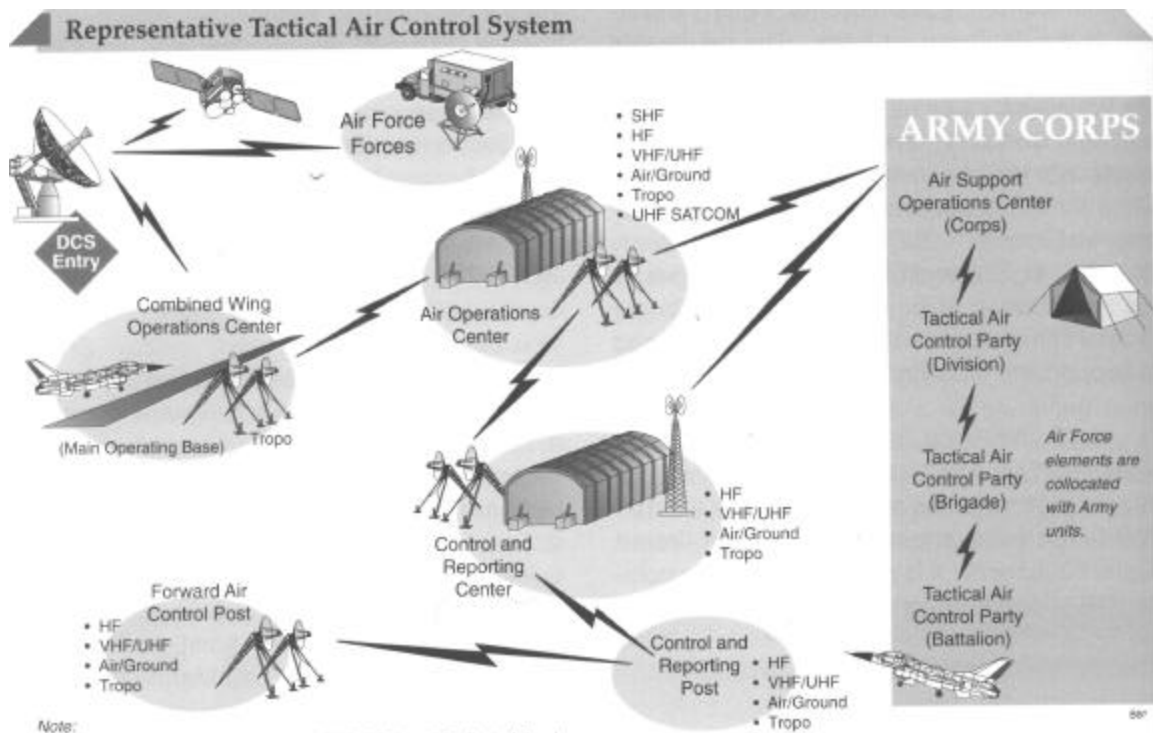 Representative Tactical Air Control System
Air Force
Forces
• SHF
• HF
• VHF/UHF
• Air/Ground
• Tropo
• UHF SATCOM
ARMY CORPS
Air Support
Operations Center
(Corps)
DCS
Entry
Combined Wing
Operations Center
Air Operations
Center
Tactical Air
Control Party
(Division)
(Main Operating Base)
Tropo
Tactical Air
Control Party
(Brigade)
Air Force
elements are
collocated
with Army
units.
• HF
• VHF/UHF
• Air/Ground
• Tropo
Control and
Reporting
Center
Forward Air
Control Post
• HF
• VHF/UHF
• Air/Ground
• Tropo
Tactical Air
Control Party
(Battalion)
Control and
Reporting
Post
• HF
• VHF/UHF
• Air/Ground
• Tropo
Note: